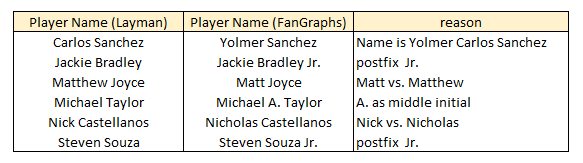 Player Name (Layman) Player Name (FanGraphs) reason
Carlos Sanchez Yolmer Sanchez Name is Yolmer Carlos Sanchez
Jackie Bradley Jackie Bradley Jr. postfix Jr.
Matthew Joyce Matt Joyce Matt vs. Matthew
Michael Taylor Michael A. Taylor A. as middle initial
Nick Castellanos Nicholas Castellanos Nick vs. Nicholas
Steven Souza Steven Souza Jr. postfix Jr.